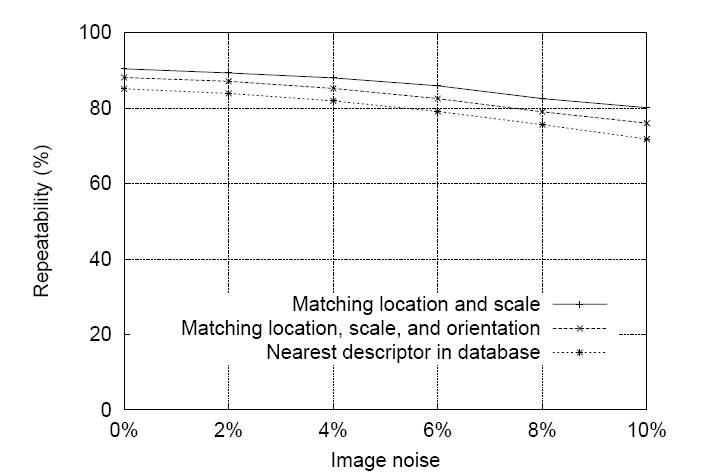 100
80
60
40
20
0
Repeatability (%)
Matching location and scale
Matching location, scale, and orientation
Nearest descriptor in database
0% 2% 4% 6% 8% 10%
Image noise